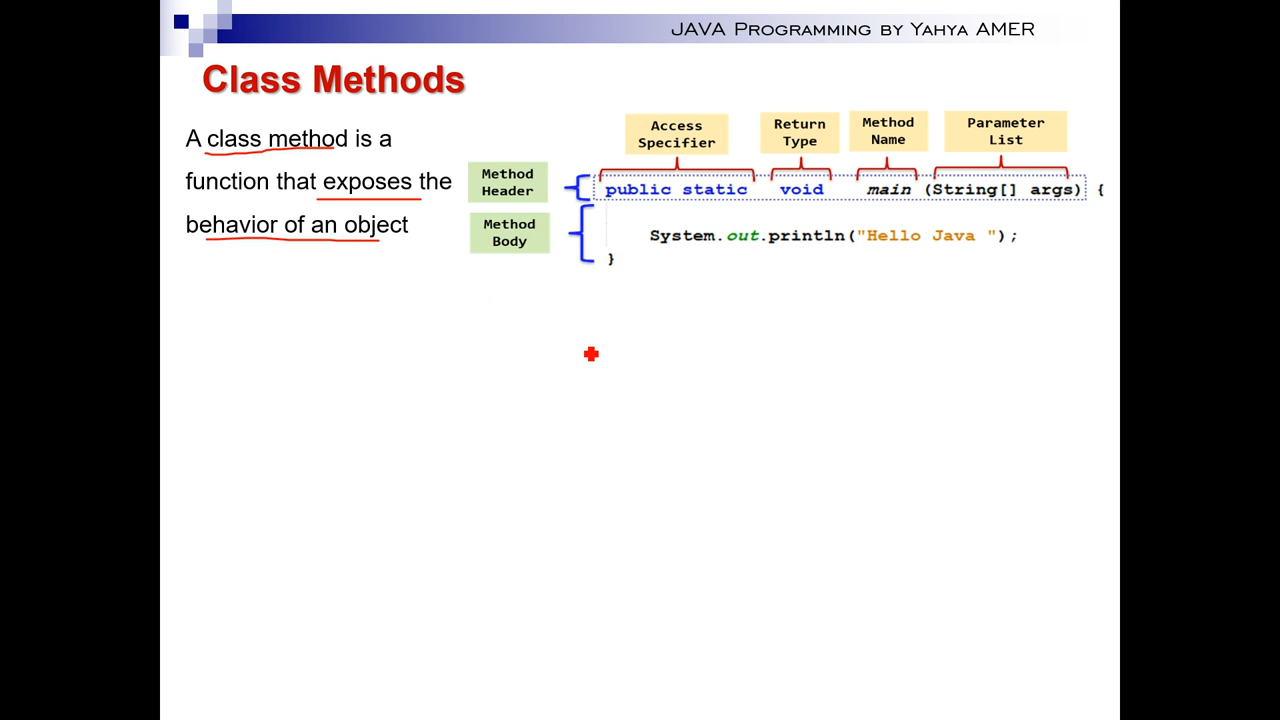 JAVA PROGRAMMING BY YAHYA AMER
Class Methods
A class method is a
function that exposes the
behavior of an object
Access
Specifier
Return
Type
Method
Name
Parameter
List
Method
Header
public static void main (String[] args) {
Method
Body
System.out.println("Hello Java ");
}